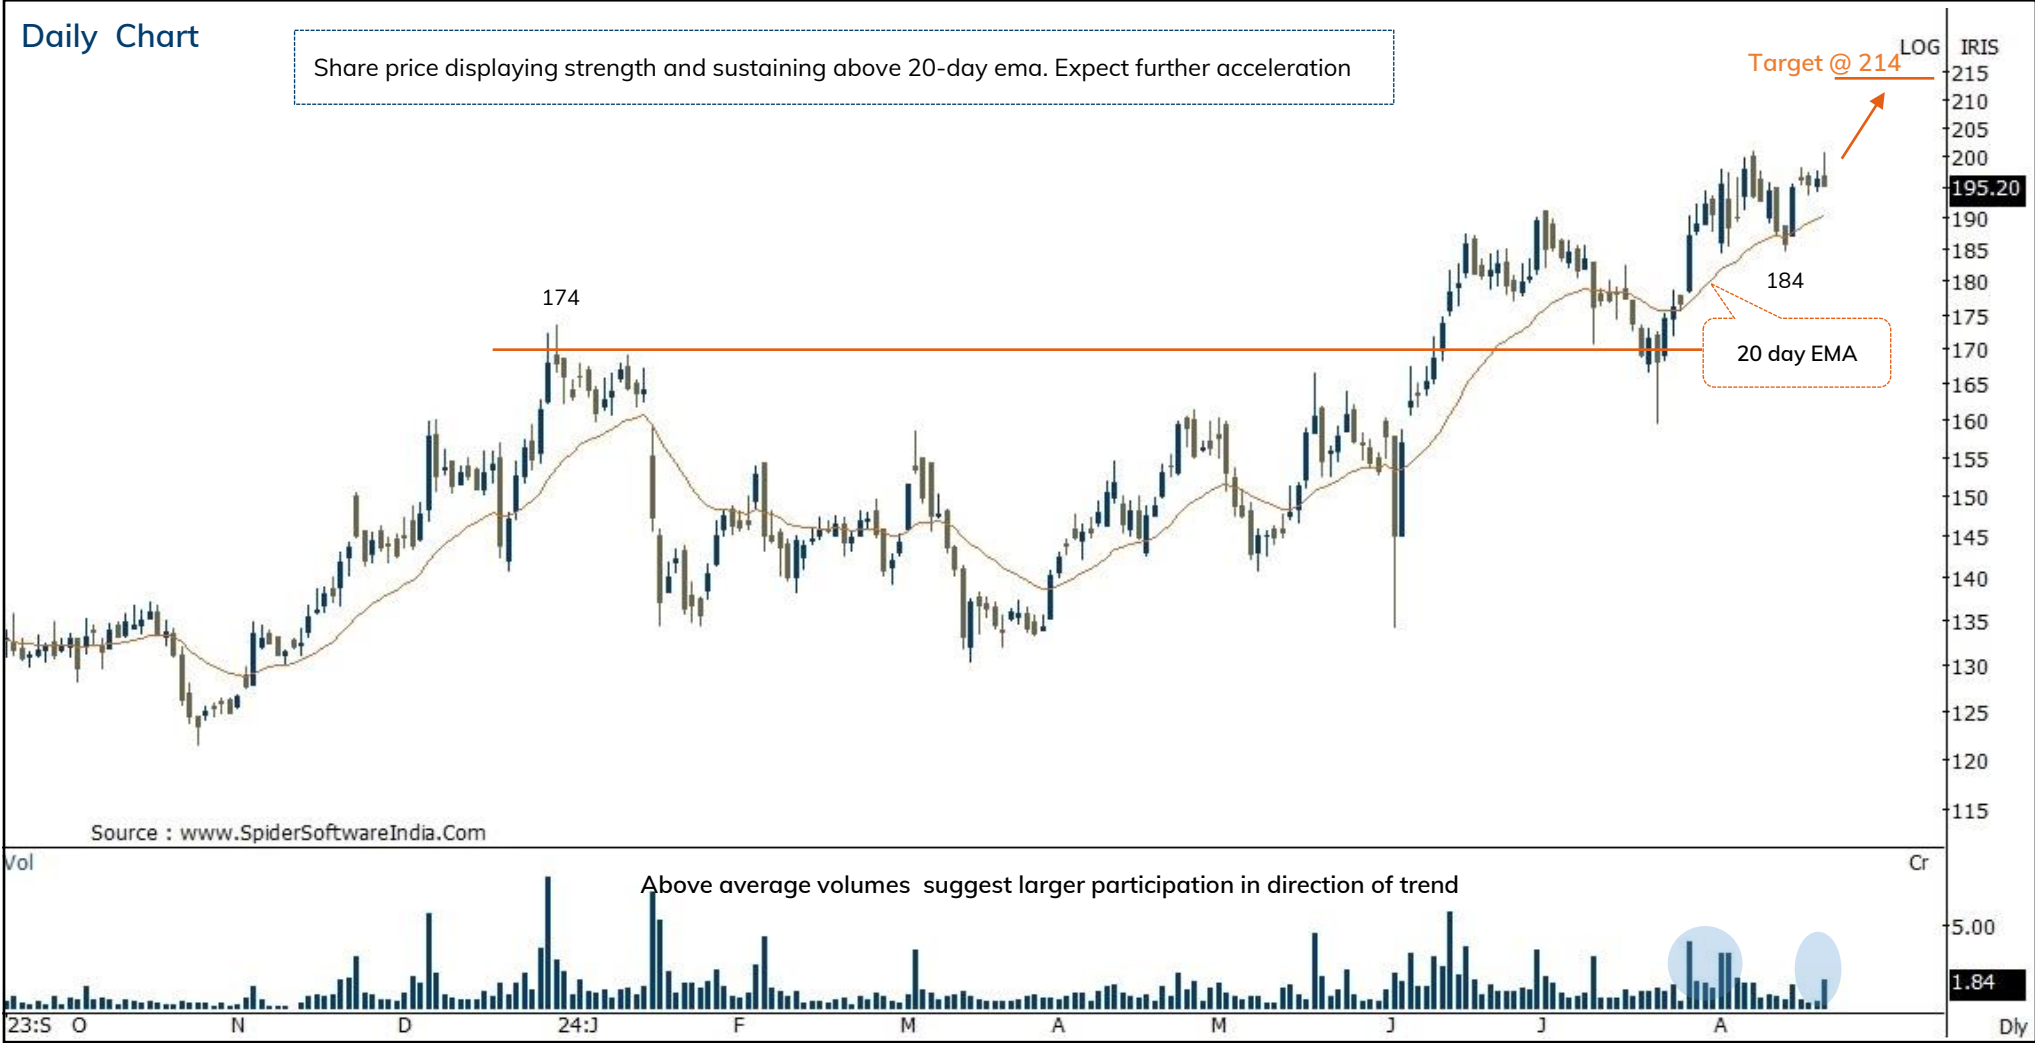 Daily  Chart
Share price displaying strength and sustaining above 20-day ema. Expect further acceleration
LOG
IRIS
Target @ 214
215
210
205
200
195.20
190
185
180
175
170
165
160
155
150
145
140
135
130
125
120
115
174
184
20 day EMA
Source : www.SpiderSoftwareIndia.Com
Vol
Cr
Above average volumes  suggest larger participation in direction of trend
5.00
1.84
23:S O N D 24:J F M A M J J A Dly